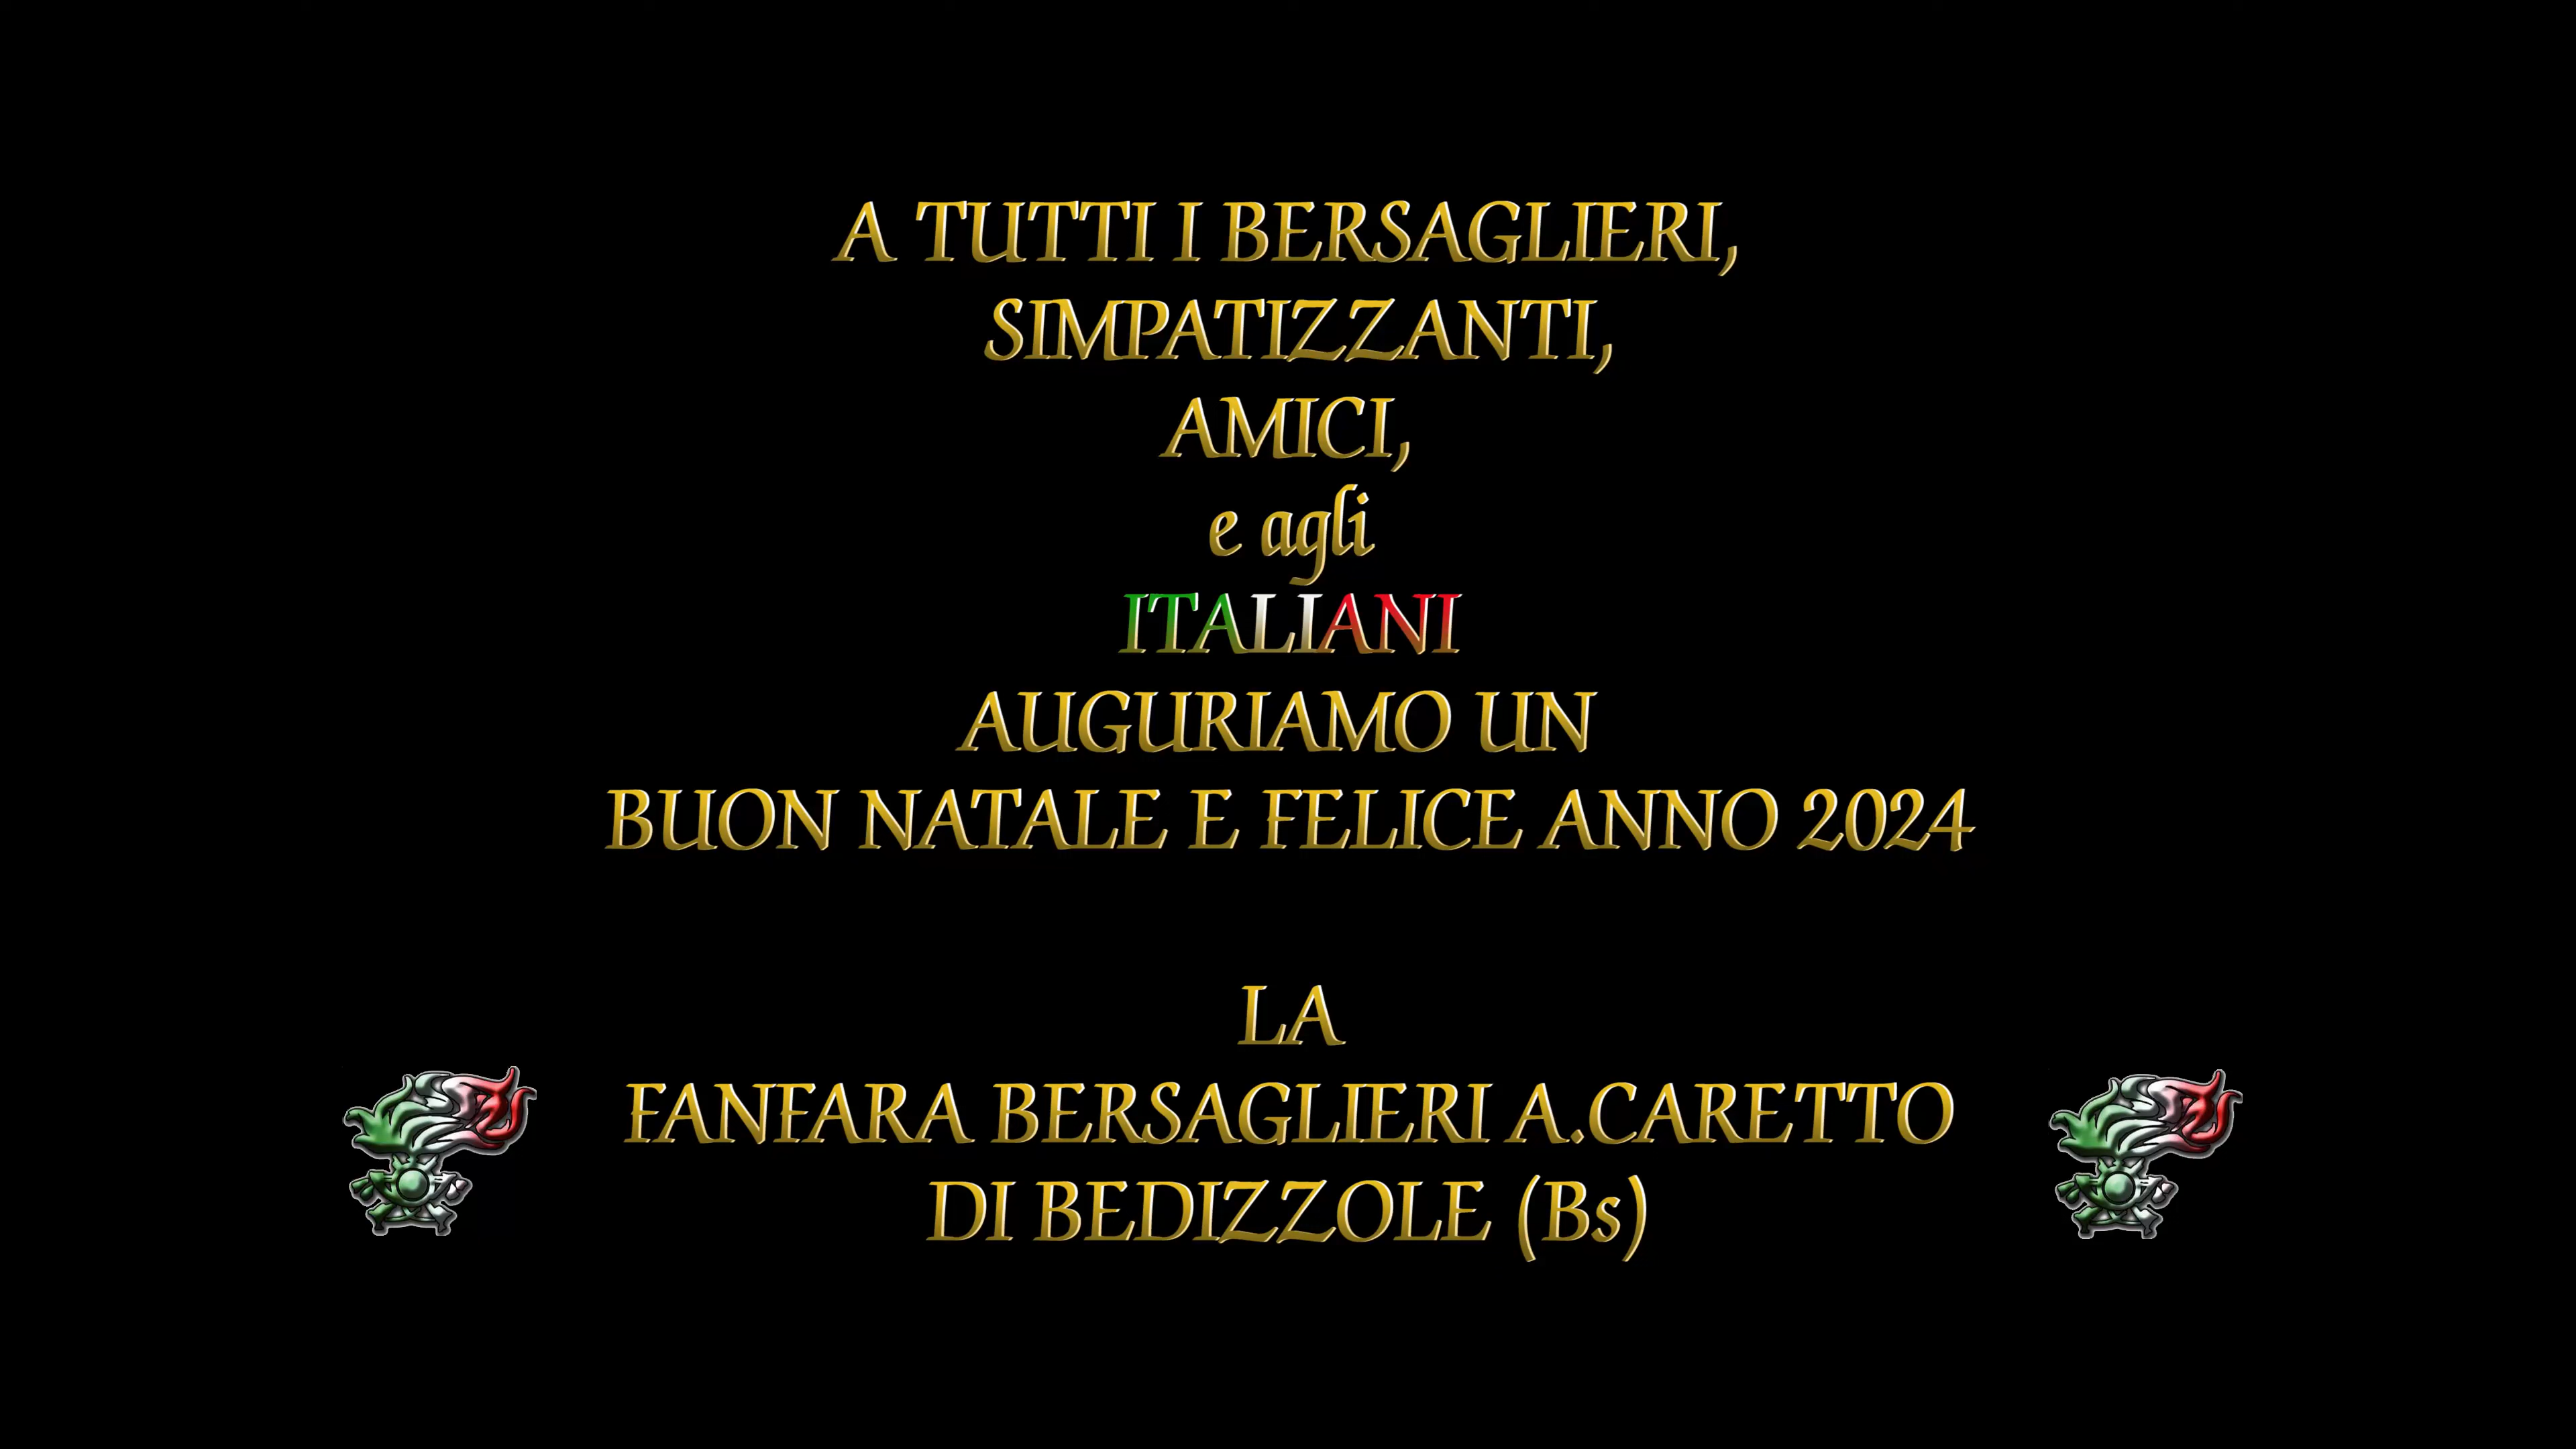 A TUTTI I BERSAGLIERI,
SIMPATIZZANTI,
AMICI,
e agli
ITALIANI
AUGURIAMO UN
BUON NATALE E FELICE ANNO 2024
LA
FANFARA BERSAGLIERI A.CARETTO
DI BEDIZZOLE (Bs)